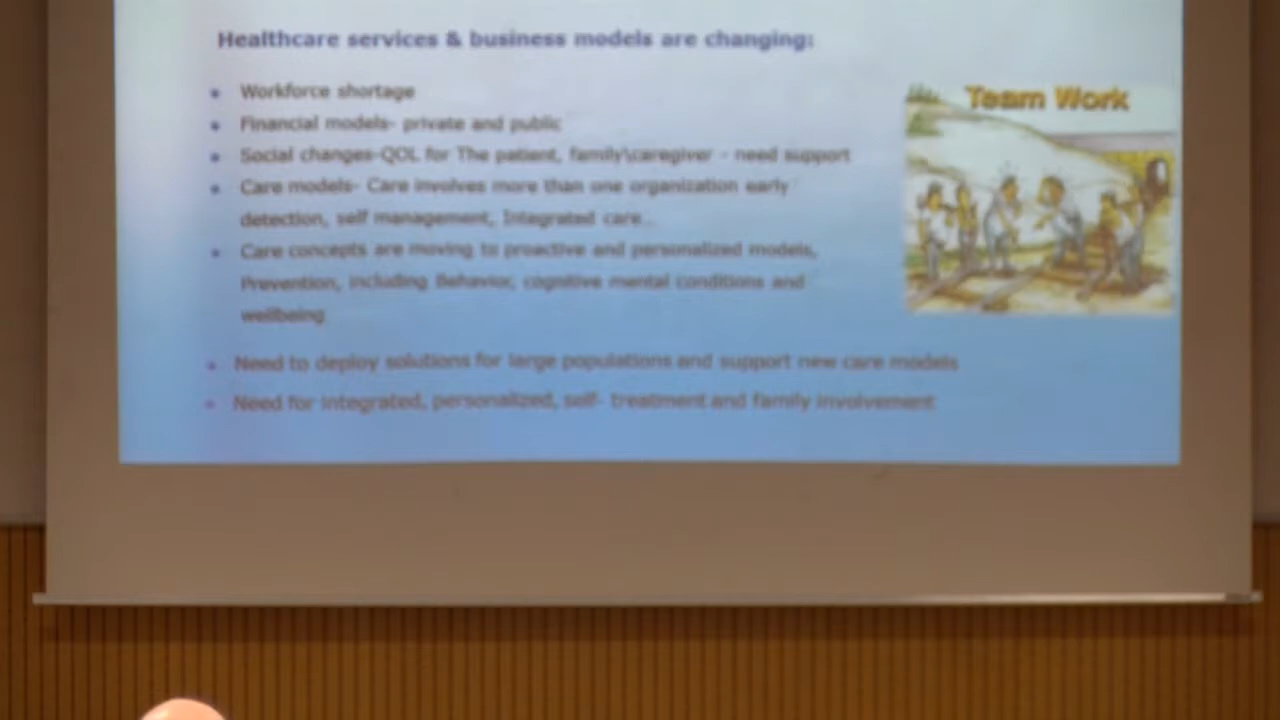 Healthcare services & business models are changing:
Workforce shortage
Financial models- private and public
Social changes-QOL for The patient, family\caregiver - need support
Care models- Care involves more than one organization early
detection, self management, Integrated care..
Care concepts are moving to proactive and personalized models,
Prevention, including Behavior, cognitive mental conditions and
wellbeing
Need to deploy solutions for large populations and support new care models
Need for integrated, personalized, self- treatment and family involvement
Team Work